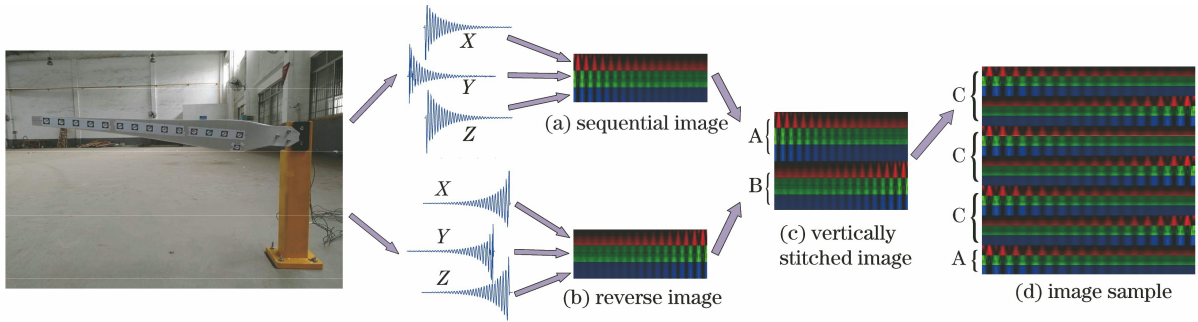 X
Y
Z
(a) sequential image
X
Y
Z
(b) reverse image
A
B
(c) vertically
stitched image
C
C
C
A
(d) image sample